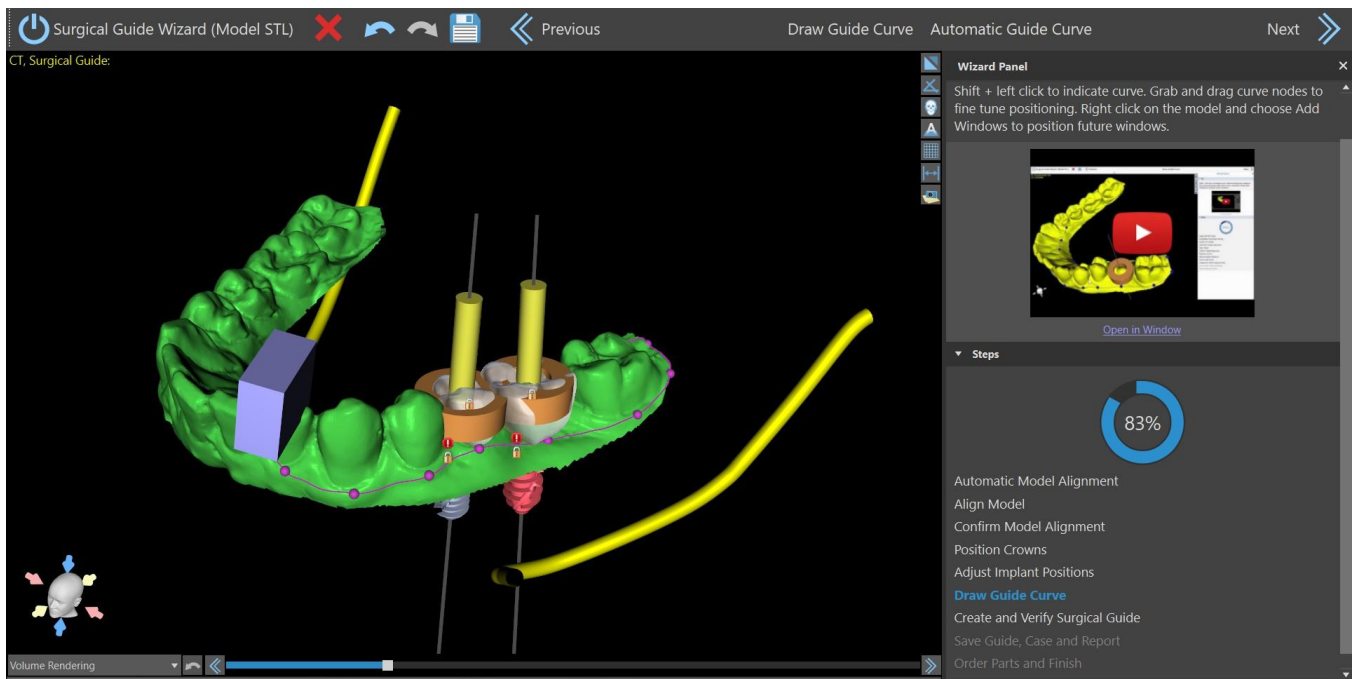 Surgical Guide Wizard (Model STL)
Previous
Draw Guide Curve
Automatic Guide Curve
Next
CT, Surgical Guide:
Wizard Panel
Shift + left click to indicate curve. Grab and drag curve nodes to
fine tune positioning. Right click on the model and choose Add
Windows to position future windows.
Open in Window
Steps
83%
Automatic Model Alignment
Align Model
Confirm Model Alignment
Position Crowns
Adjust Implant Positions
Draw Guide Curve
Create and Verify Surgical Guide
Save Guide, Case and Report
Order Parts and Finish
Volume Rendering